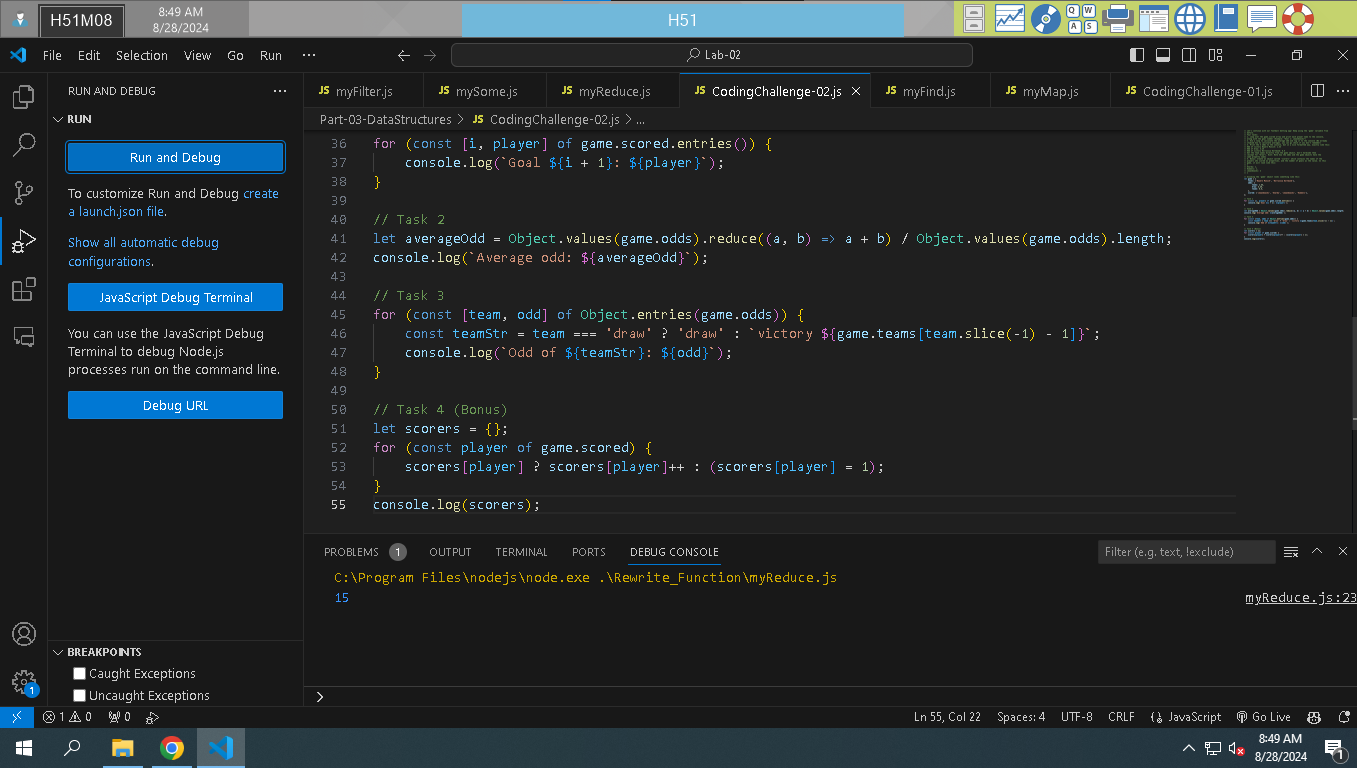 H51M08
8:49 AM
8/28/2024
H51
Q W
A S
File Edit Selection View Go Run ···
Lab-02
RUN AND DEBUG ···
RUN
Run and Debug
To customize Run and Debug create
a launch.json file.
Show all automatic debug
configurations.
JavaScript Debug Terminal
You can use the JavaScript Debug
Terminal to debug Node.js
processes run on the command line.
Debug URL
BREAKPOINTS
Caught Exceptions
Uncaught Exceptions
JS myFilter.js JS mySome.js JS myReduce.js JS CodingChallenge-02.js JS myFind.js JS myMap.js JS CodingChallenge-01.js
Part-03-DataStructures > JS CodingChallenge-02.js > ...
36 for (const [i, player] of game.scored.entries()) {
37 console.log(`Goal ${i + 1}: ${player}`);
38 }
39
40 // Task 2
41 let averageOdd = Object.values(game.odds).reduce((a, b) => a + b) / Object.values(game.odds).length;
42 console.log(`Average odd: ${averageOdd}`);
43
44 // Task 3
45 for (const [team, odd] of Object.entries(game.odds)) {
46 const teamStr = team === "draw" ? "draw" : `victory ${game.teams[team.slice(-1) - 1]}`;
47 console.log(`Odd of ${teamStr}: ${odd}`);
48 }
49
50 // Task 4 (Bonus)
51 let scorers = {};
52 for (const player of game.scored) {
53 scorers[player] ? scorers[player]++ : (scorers[player] = 1);
54 }
55 console.log(scorers);
PROBLEMS 1 OUTPUT TERMINAL PORTS DEBUG CONSOLE Filter (e.g. text, !exclude)
C:\Program Files\nodejs\node.exe .\Rewrite_Function\myReduce.js
15 myReduce.js:23
1
1 0 0 Ln 55, Col 22 Spaces: 4 UTF-8 CRLF JavaScript Go Live
8:49 AM
8/28/2024
1